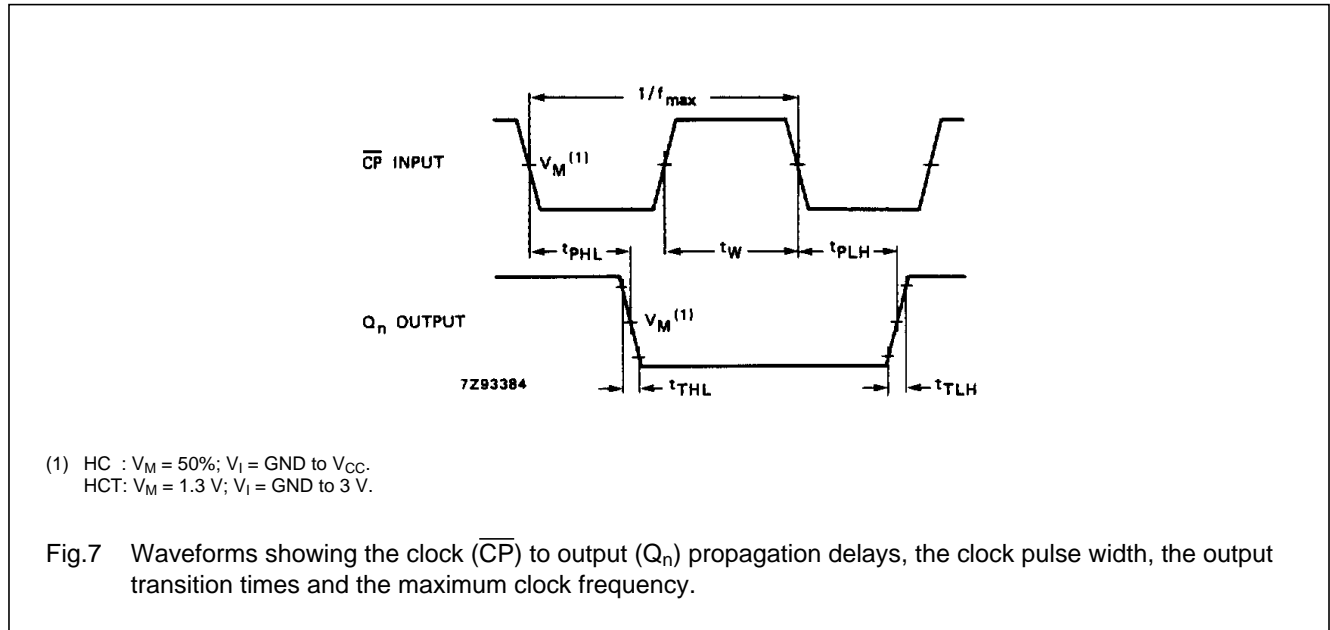 1/fmax
CP INPUT
VM(1)
tPHL
tW
tPLH
Qn OUTPUT
VM(1)
7Z93384
tTHL
tTLH
(1) HC : VM = 50%; VI = GND to VCC.
HCT: VM = 1.3 V; VI = GND to 3 V.
Fig.7 Waveforms showing the clock (CP) to output (Qn) propagation delays, the clock pulse width, the output
transition times and the maximum clock frequency.